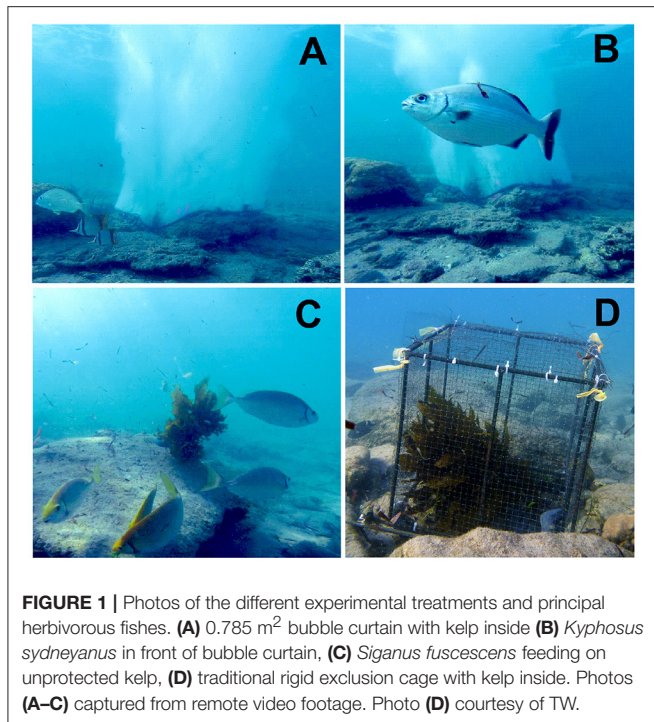 A
B
C
D
FIGURE 1 | Photos of the different experimental treatments and principal
herbivorous fishes. (A) 0.785 m² bubble curtain with kelp inside (B) Kyphosus
sydneyanus in front of bubble curtain, (C) Siganus fuscescens feeding on
unprotected kelp, (D) traditional rigid exclusion cage with kelp inside. Photos
(A–C) captured from remote video footage. Photo (D) courtesy of TW.